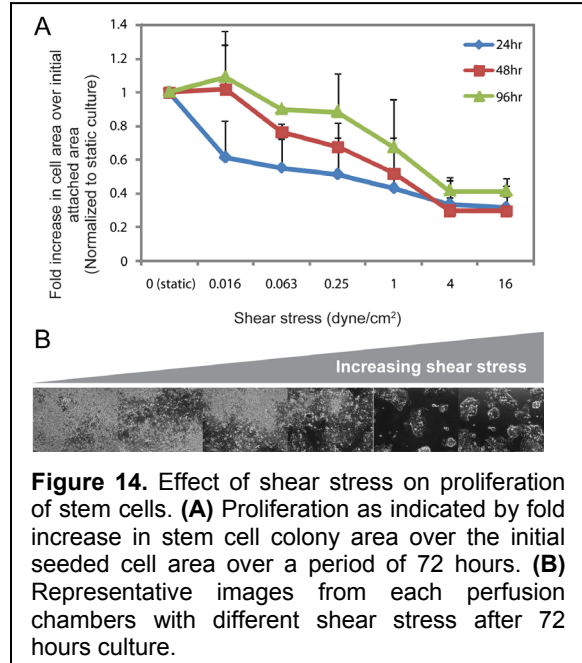 A
Fold increase in cell area over initial
attached area
(Normalized to static culture)
1.4
1.2
1
0.8
0.6
0.4
0.2
0
24hr
48hr
96hr
0 (static) 0.016 0.063 0.25 1 4 16
Shear stress (dyne/cm²)
B
Increasing shear stress
Figure 14. Effect of shear stress on proliferation
of stem cells. (A) Proliferation as indicated by fold
increase in stem cell colony area over the initial
seeded cell area over a period of 72 hours. (B)
Representative images from each perfusion
chambers with different shear stress after 72
hours culture.